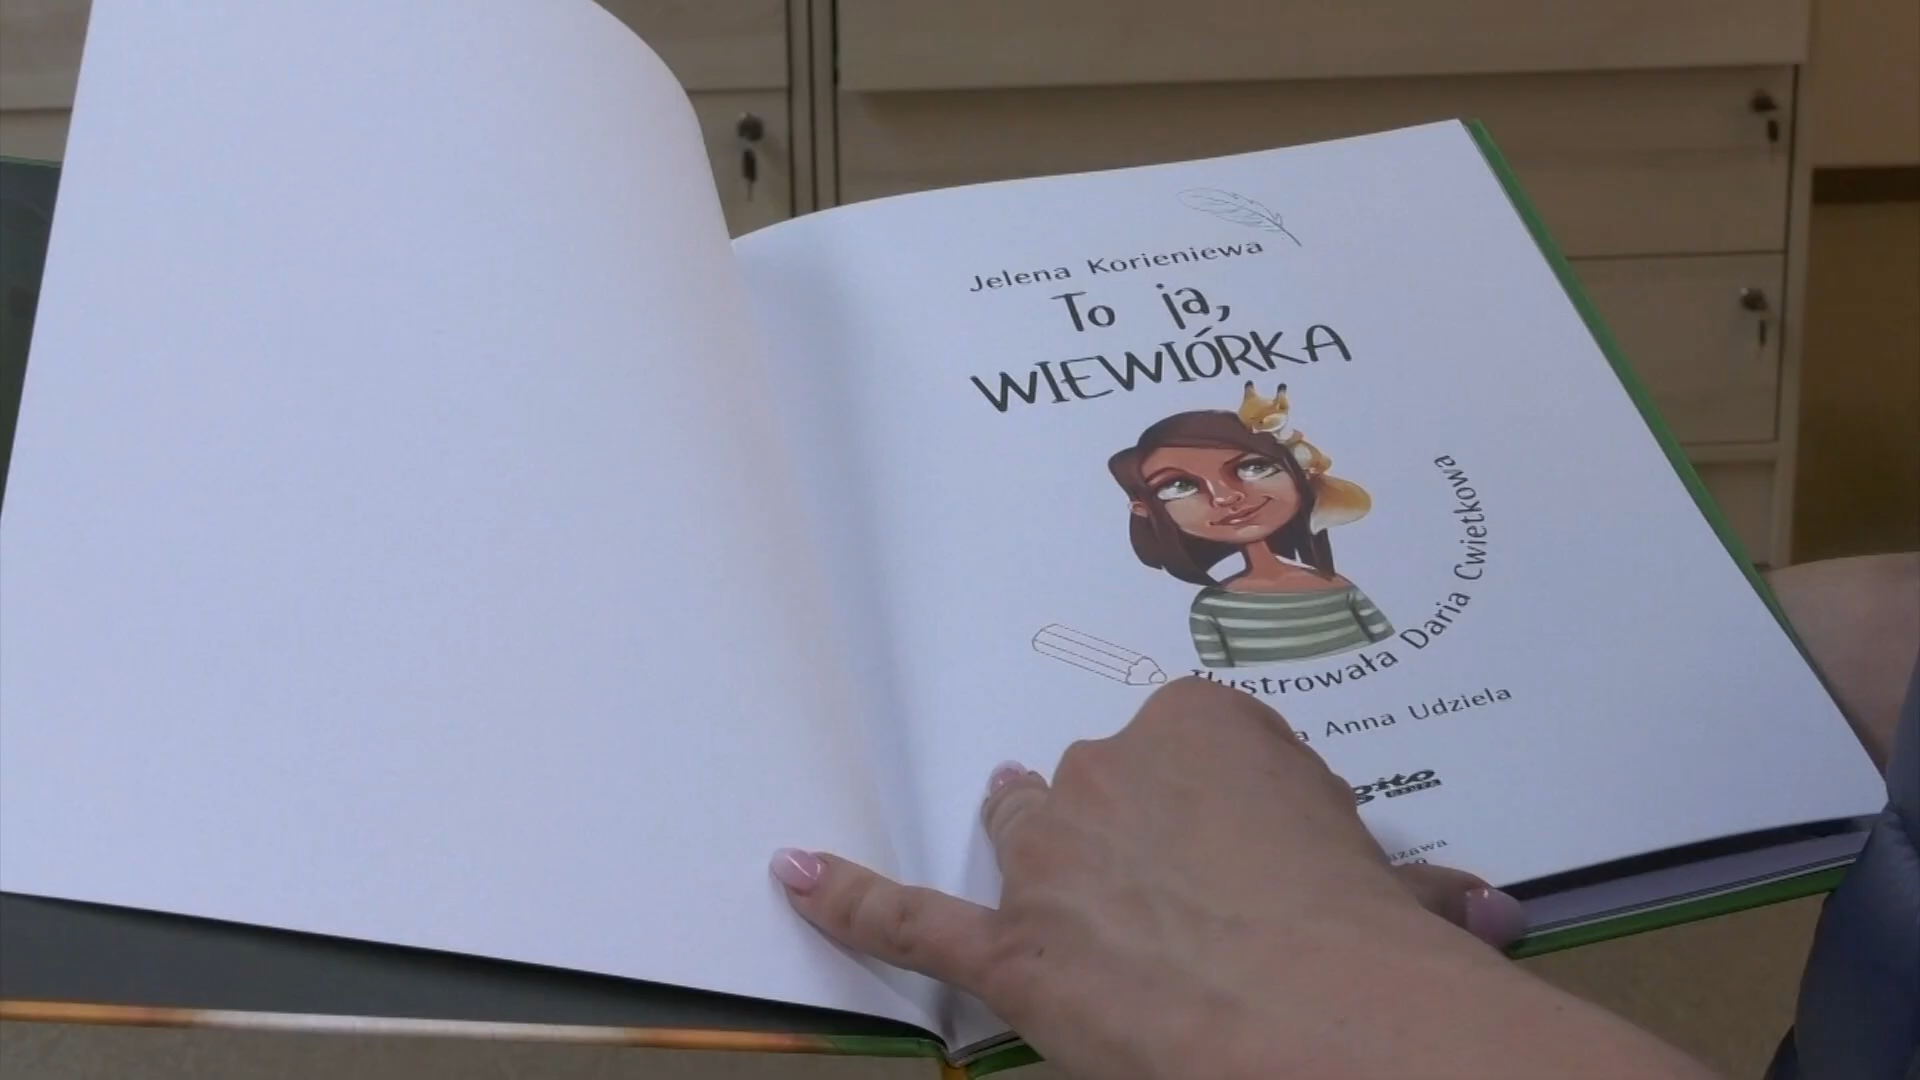 Jelena Korieniewa
To ja,
WIEWIÓRKA
Ilustrowała Daria Cwietkowa
Anna Udziela